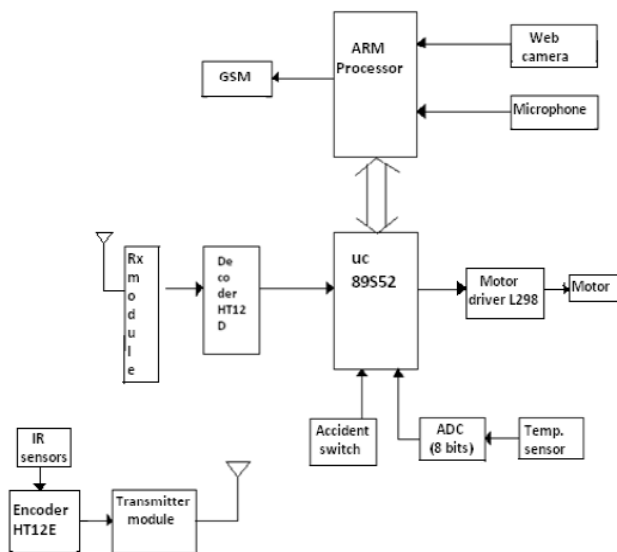 ARM
Processor
Web
camera
GSM
Microphone
Rx
m
o
d
u
l
e
De
co
der
HT12
D
uc
89S52
Motor
driver L298
Motor
Accident
switch
ADC
(8 bits)
Temp.
sensor
IR
sensors
Encoder
HT12E
Transmitter
module